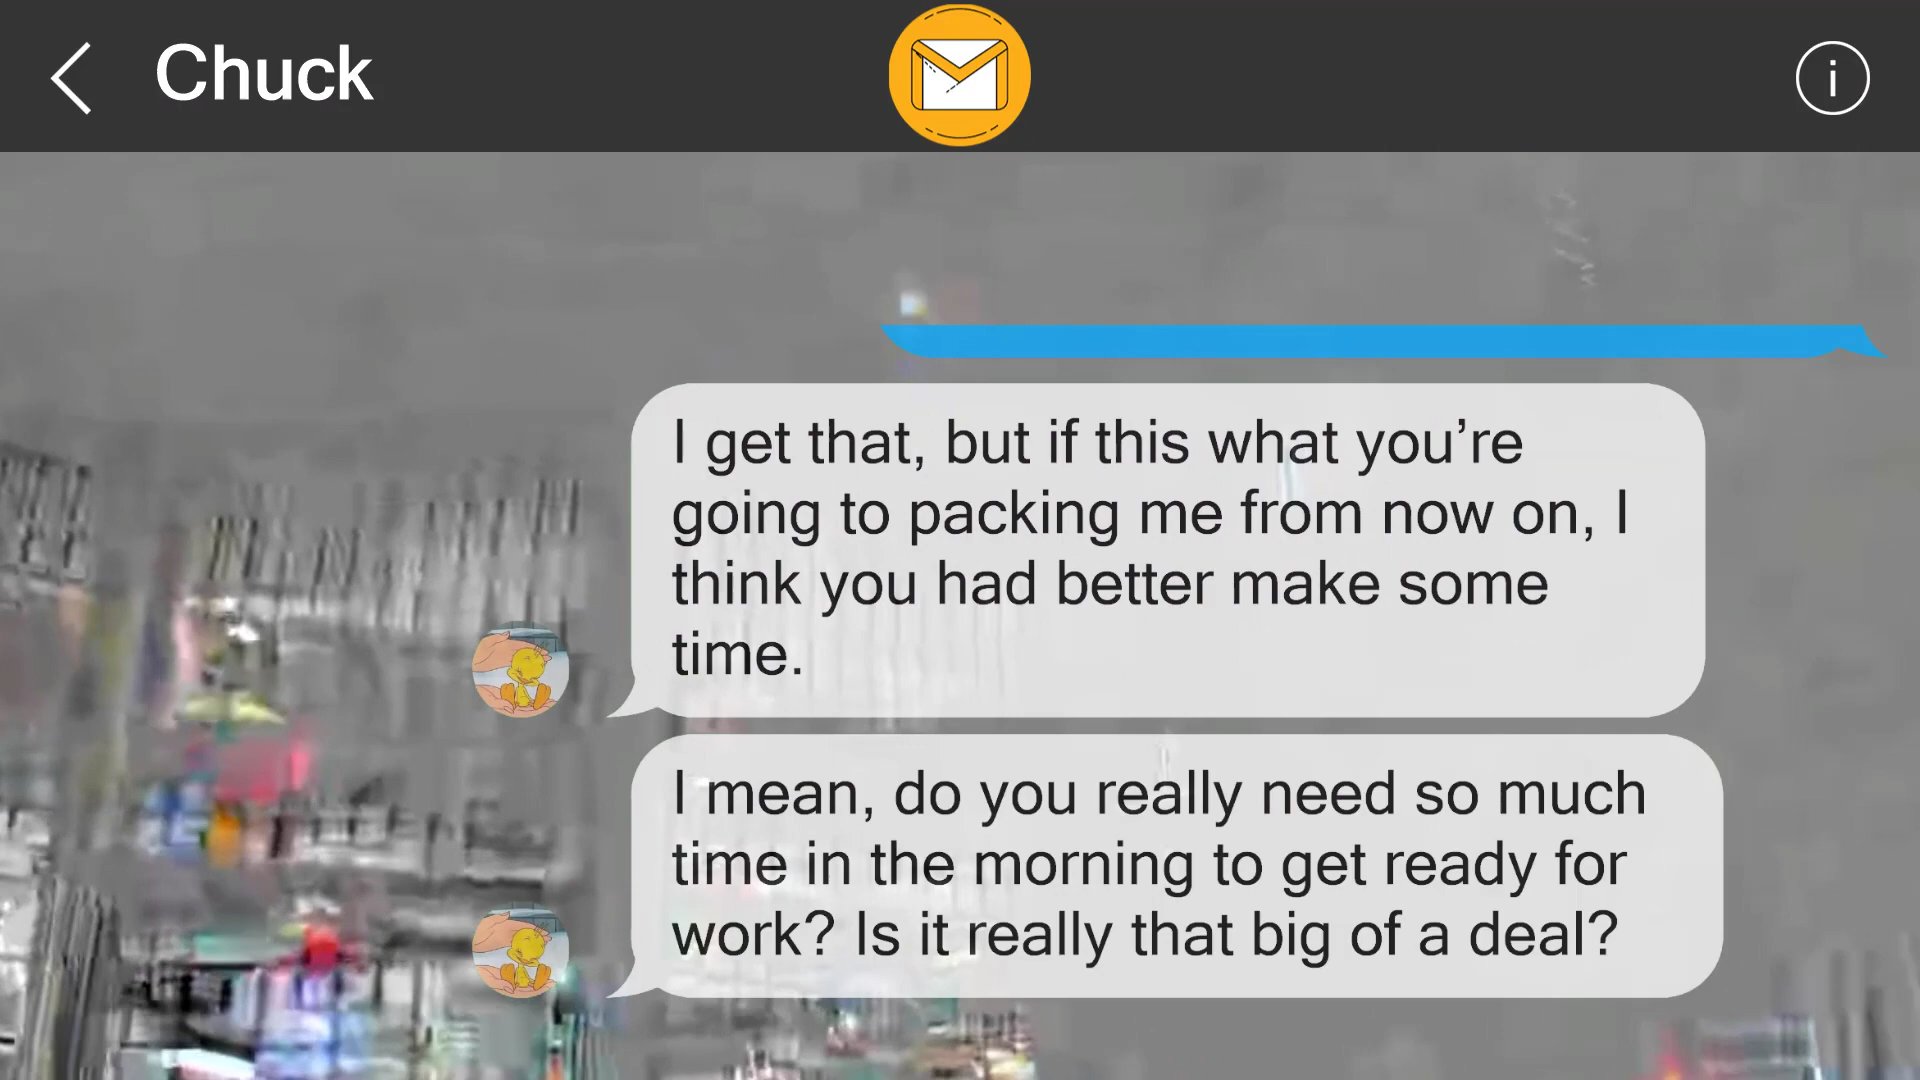 Chuck
i
I get that, but if this what you’re
going to packing me from now on, I
think you had better make some
time.
I mean, do you really need so much
time in the morning to get ready for
work? Is it really that big of a deal?